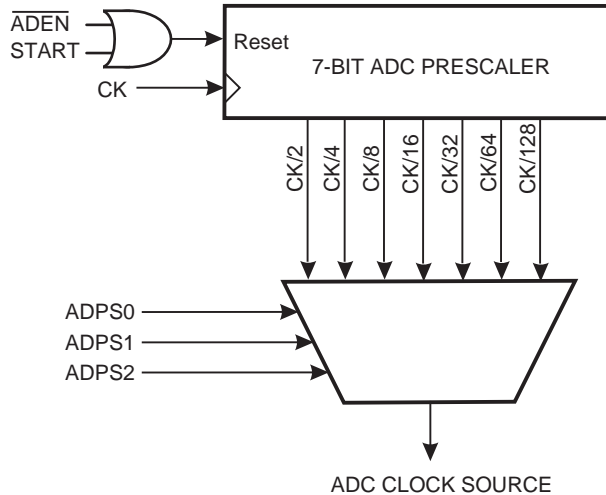 ADEN
START
Reset
7-BIT ADC PRESCALER
CK
CK/2
CK/4
CK/8
CK/16
CK/32
CK/64
CK/128
ADPS0
ADPS1
ADPS2
ADC CLOCK SOURCE